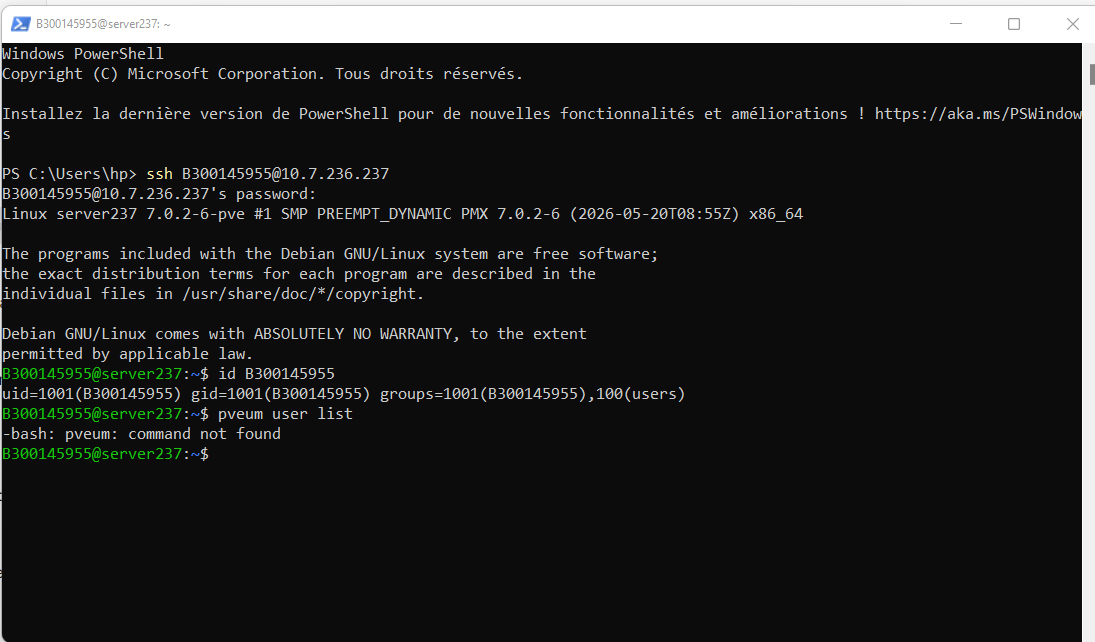 B300145955@server237: ~
Windows PowerShell
Copyright (C) Microsoft Corporation. Tous droits réservés.
Installez la dernière version de PowerShell pour de nouvelles fonctionnalités et améliorations ! https://aka.ms/PSWindow
s
PS C:\Users\hp> ssh B300145955@10.7.236.237
B300145955@10.7.236.237's password:
Linux server237 7.0.2-6-pve #1 SMP PREEMPT_DYNAMIC PMX 7.0.2-6 (2026-05-20T08:55Z) x86_64
The programs included with the Debian GNU/Linux system are free software;
the exact distribution terms for each program are described in the
individual files in /usr/share/doc/*/copyright.
Debian GNU/Linux comes with ABSOLUTELY NO WARRANTY, to the extent
permitted by applicable law.
B300145955@server237:~$ id B300145955
uid=1001(B300145955) gid=1001(B300145955) groups=1001(B300145955),100(users)
B300145955@server237:~$ pveum user list
-bash: pveum: command not found
B300145955@server237:~$